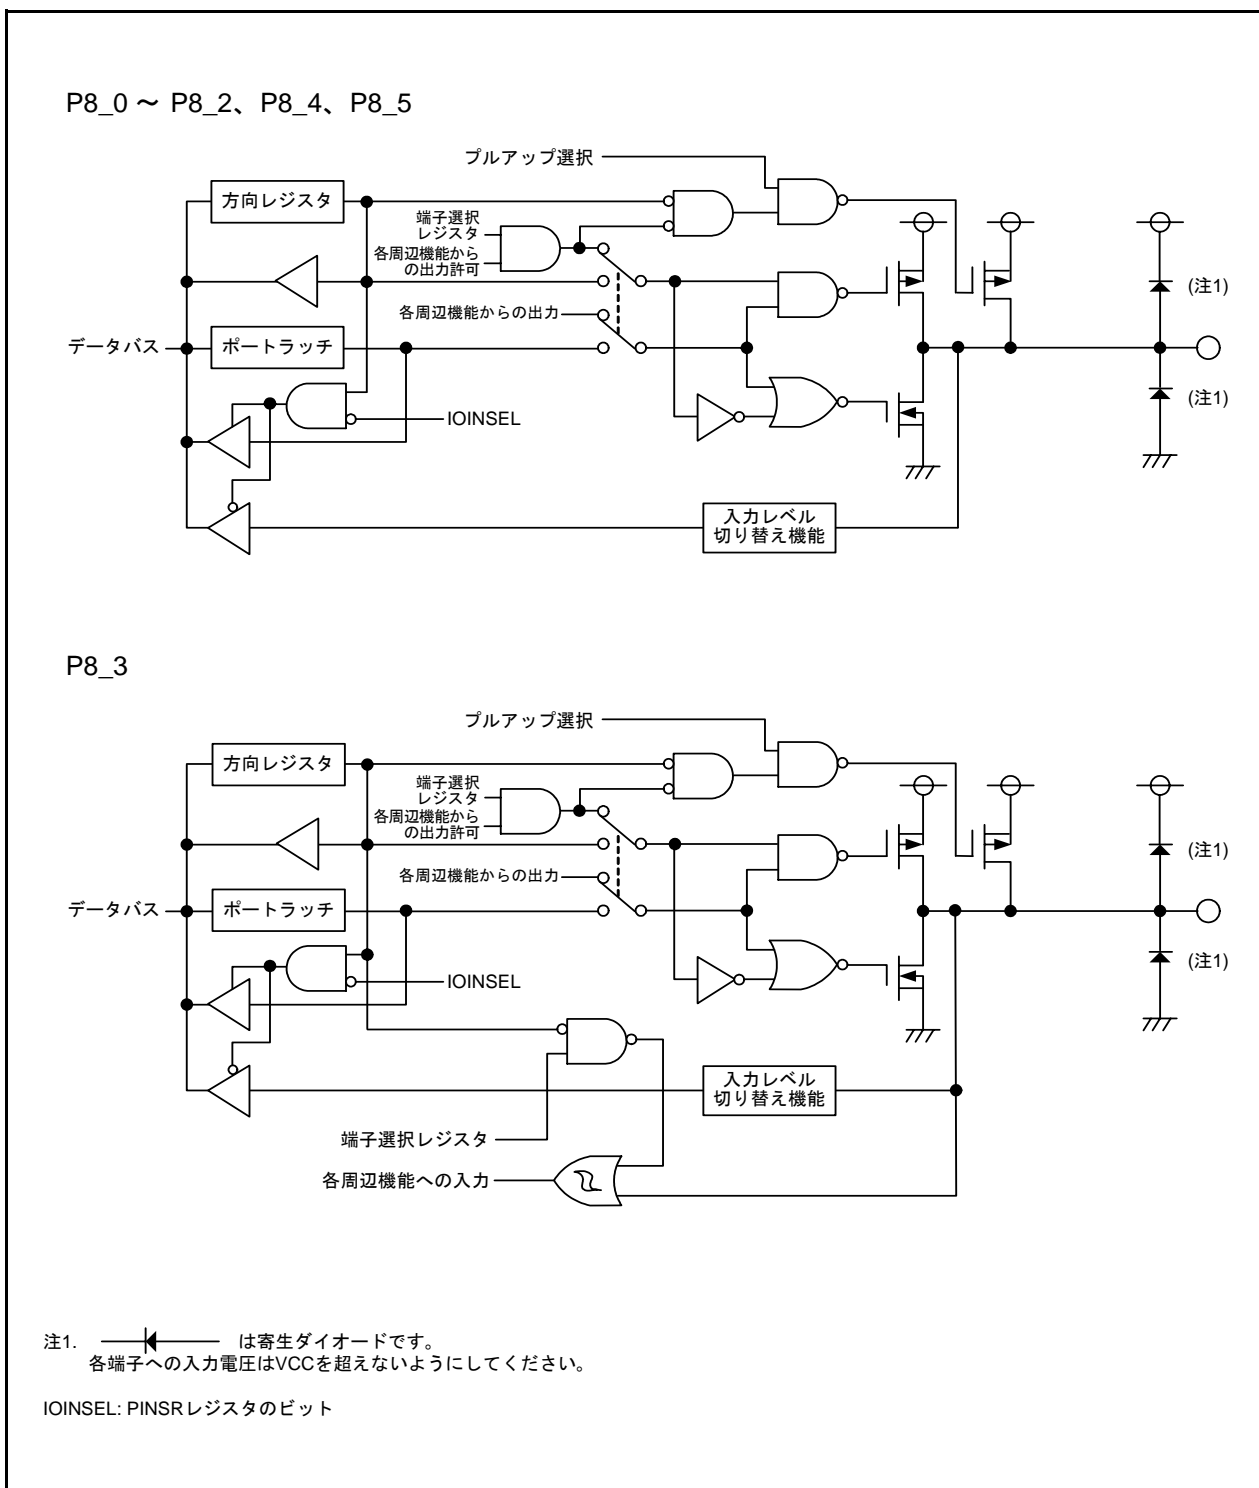 P8_0 ～ P8_2、P8_4、P8_5
プルアップ選択
方向レジスタ
端子選択
レジスタ
各周辺機能から
の出力許可
(注1)
各周辺機能からの出力
データバス
ポートラッチ
(注1)
IOINSEL
入力レベル
切り替え機能
P8_3
プルアップ選択
方向レジスタ
端子選択
レジスタ
各周辺機能から
の出力許可
(注1)
各周辺機能からの出力
データバス
ポートラッチ
(注1)
IOINSEL
入力レベル
切り替え機能
端子選択レジスタ
各周辺機能への入力
注1. は寄生ダイオードです。
各端子への入力電圧はVCCを超えないようにしてください。
IOINSEL: PINSRレジスタのビット